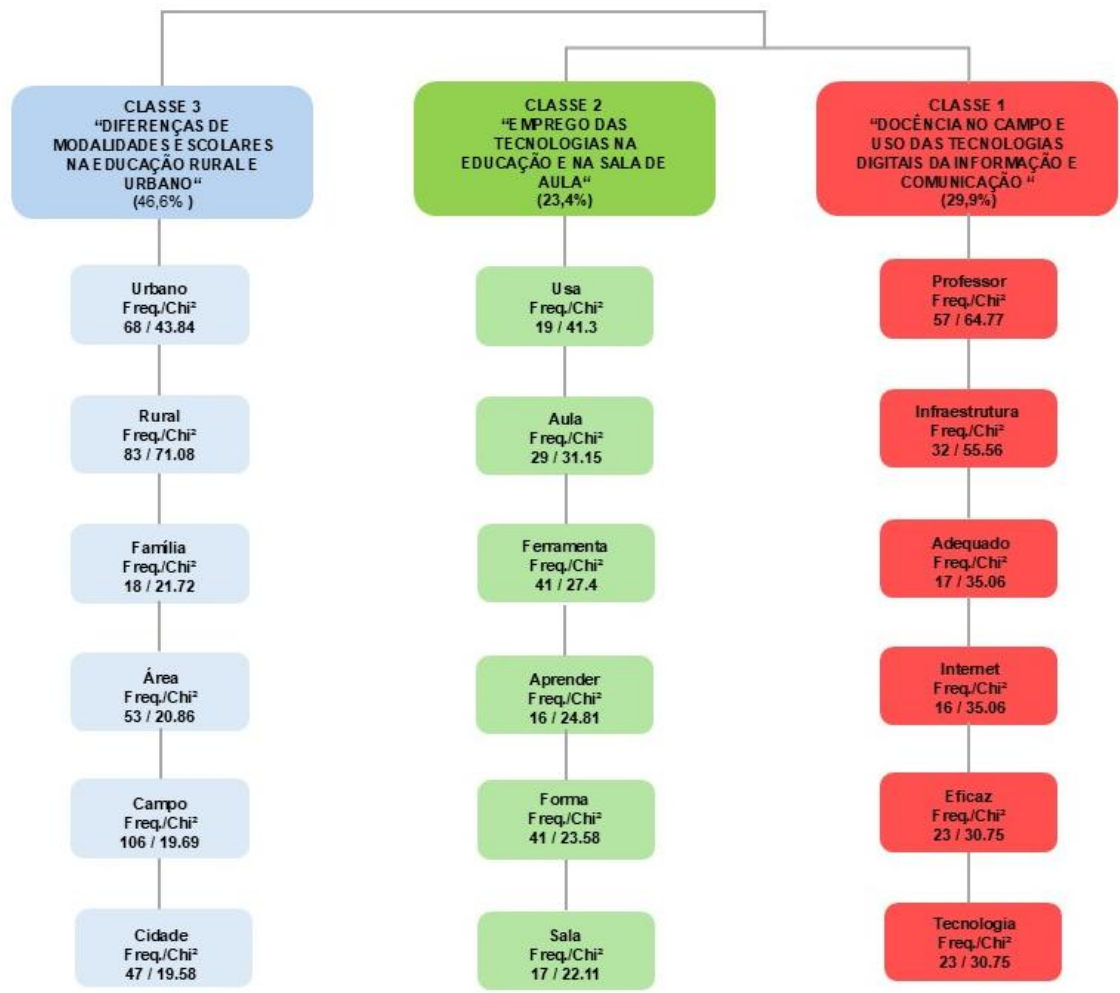 CLASSE 3
“DIFERENÇAS DE
MODALIDADES ESCOLARES
NA EDUCAÇÃO RURAL E
URBANO“
(46,6% )
Urbano
Freq./Chi²
68 / 43.84
Rural
Freq./Chi²
83 / 71.08
Família
Freq./Chi²
18 / 21.72
Área
Freq./Chi²
53 / 20.86
Campo
Freq./Chi²
106 / 19.69
Cidade
Freq./Chi²
47 / 19.58
CLASSE 2
“EMPREGO DAS
TECNOLOGIAS NA
EDUCAÇÃO E NA SALA DE
AULA“
(23,4%)
Usa
Freq./Chi²
19 / 41.3
Aula
Freq./Chi²
29 / 31.15
Ferramenta
Freq./Chi²
41 / 27.4
Aprender
Freq./Chi²
16 / 24.81
Forma
Freq./Chi²
41 / 23.58
Sala
Freq./Chi²
17 / 22.11
CLASSE 1
“DOCÊNCIA NO CAMPO E
USO DAS TECNOLOGIAS
DIGITAIS DA INFORMAÇÃO E
COMUNICAÇÃO “
(29,9%)
Professor
Freq./Chi²
57 / 64.77
Infraestrutura
Freq./Chi²
32 / 55.56
Adequado
Freq./Chi²
17 / 35.06
Internet
Freq./Chi²
16 / 35.06
Eficaz
Freq./Chi²
23 / 30.75
Tecnologia
Freq./Chi²
23 / 30.75